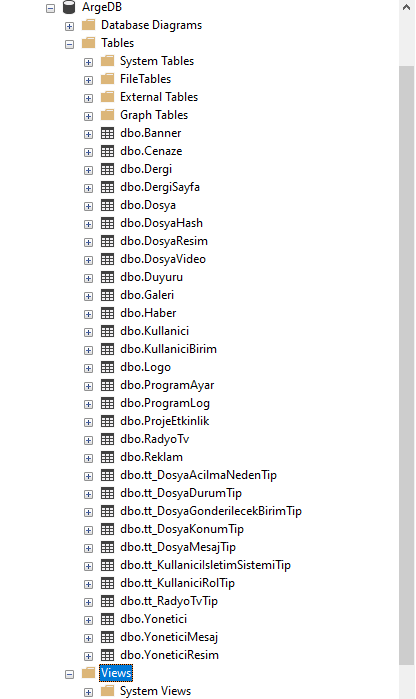 ArgeDB
Database Diagrams
Tables
System Tables
FileTables
External Tables
Graph Tables
dbo.Banner
dbo.Cenaze
dbo.Dergi
dbo.DergiSayfa
dbo.Dosya
dbo.DosyaHash
dbo.DosyaResim
dbo.DosyaVideo
dbo.Duyuru
dbo.Galeri
dbo.Haber
dbo.Kullanici
dbo.KullaniciBirim
dbo.Logo
dbo.ProgramAyar
dbo.ProgramLog
dbo.ProjeEtkinlik
dbo.RadyoTv
dbo.Reklam
dbo.tt_DosyaAcilmaNedenTip
dbo.tt_DosyaDurumTip
dbo.tt_DosyaGonderilecekBirimTip
dbo.tt_DosyaKonumTip
dbo.tt_DosyaMesajTip
dbo.tt_KullaniciIsletimSistemiTip
dbo.tt_KullaniciRolTip
dbo.tt_RadyoTvTip
dbo.Yonetici
dbo.YoneticiMesaj
dbo.YoneticiResim
Views
System Views